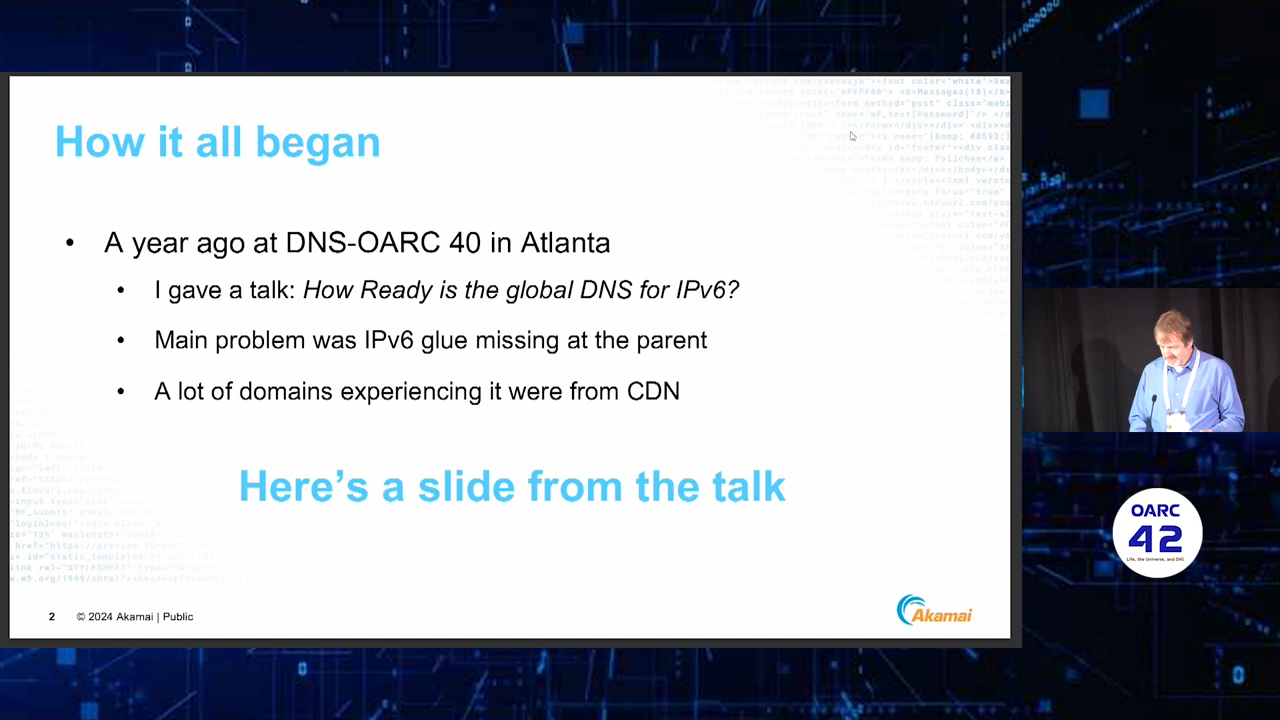 How it all began
• A year ago at DNS-OARC 40 in Atlanta
• I gave a talk: How Ready is the global DNS for IPv6?
• Main problem was IPv6 glue missing at the parent
• A lot of domains experiencing it were from CDN
Here’s a slide from the talk
2 © 2024 Akamai | Public
Akamai
OARC
42
Life, the Universe, and DNS